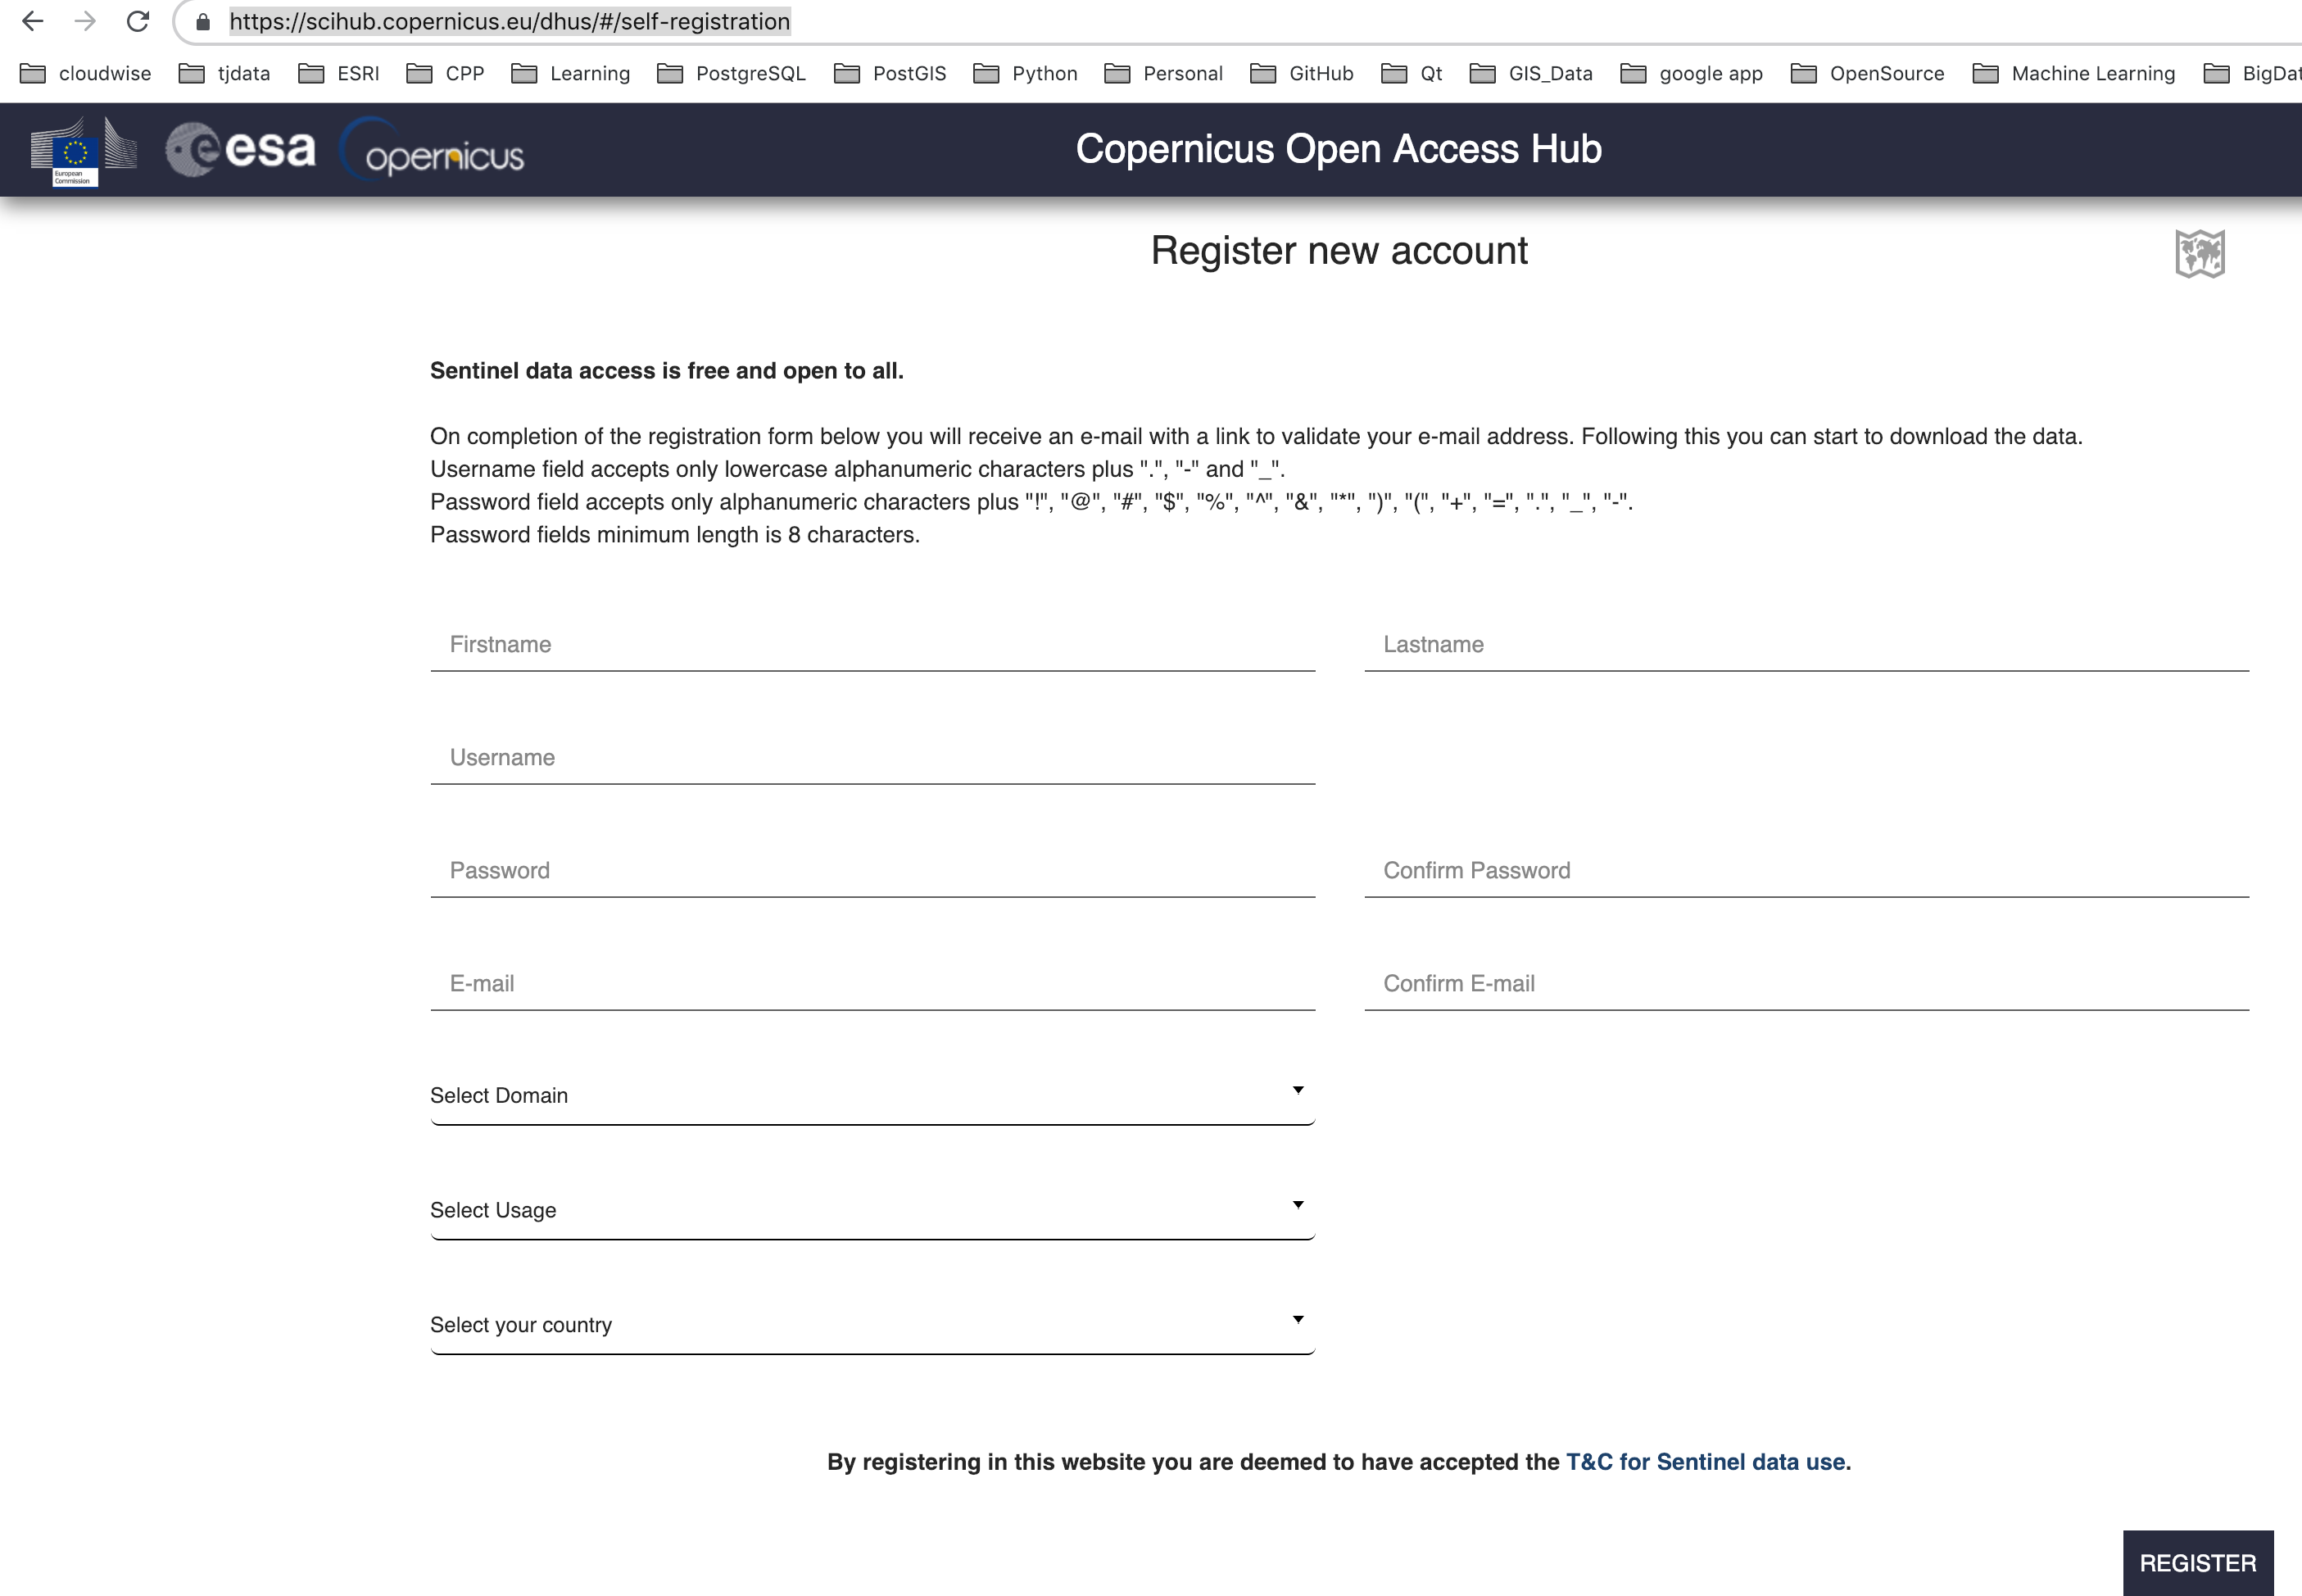 https://scihub.copernicus.eu/dhus/#/self-registration
cloudwise tjdata ESRI CPP Learning PostgreSQL PostGIS Python Personal GitHub Qt GIS_Data google app OpenSource Machine Learning BigDat
European
Commission
esa
opernicus
Copernicus Open Access Hub
Register new account
Sentinel data access is free and open to all.
On completion of the registration form below you will receive an e-mail with a link to validate your e-mail address. Following this you can start to download the data.
Username field accepts only lowercase alphanumeric characters plus ".", "-" and "_".
Password field accepts only alphanumeric characters plus "!", "@", "#", "$", "%", "^", "&", "*", ")", "(", "+", "=", ".", "_", "-".
Password fields minimum length is 8 characters.
Firstname Lastname
Username
Password Confirm Password
E-mail Confirm E-mail
Select Domain
Select Usage
Select your country
By registering in this website you are deemed to have accepted the T&C for Sentinel data use.
REGISTER